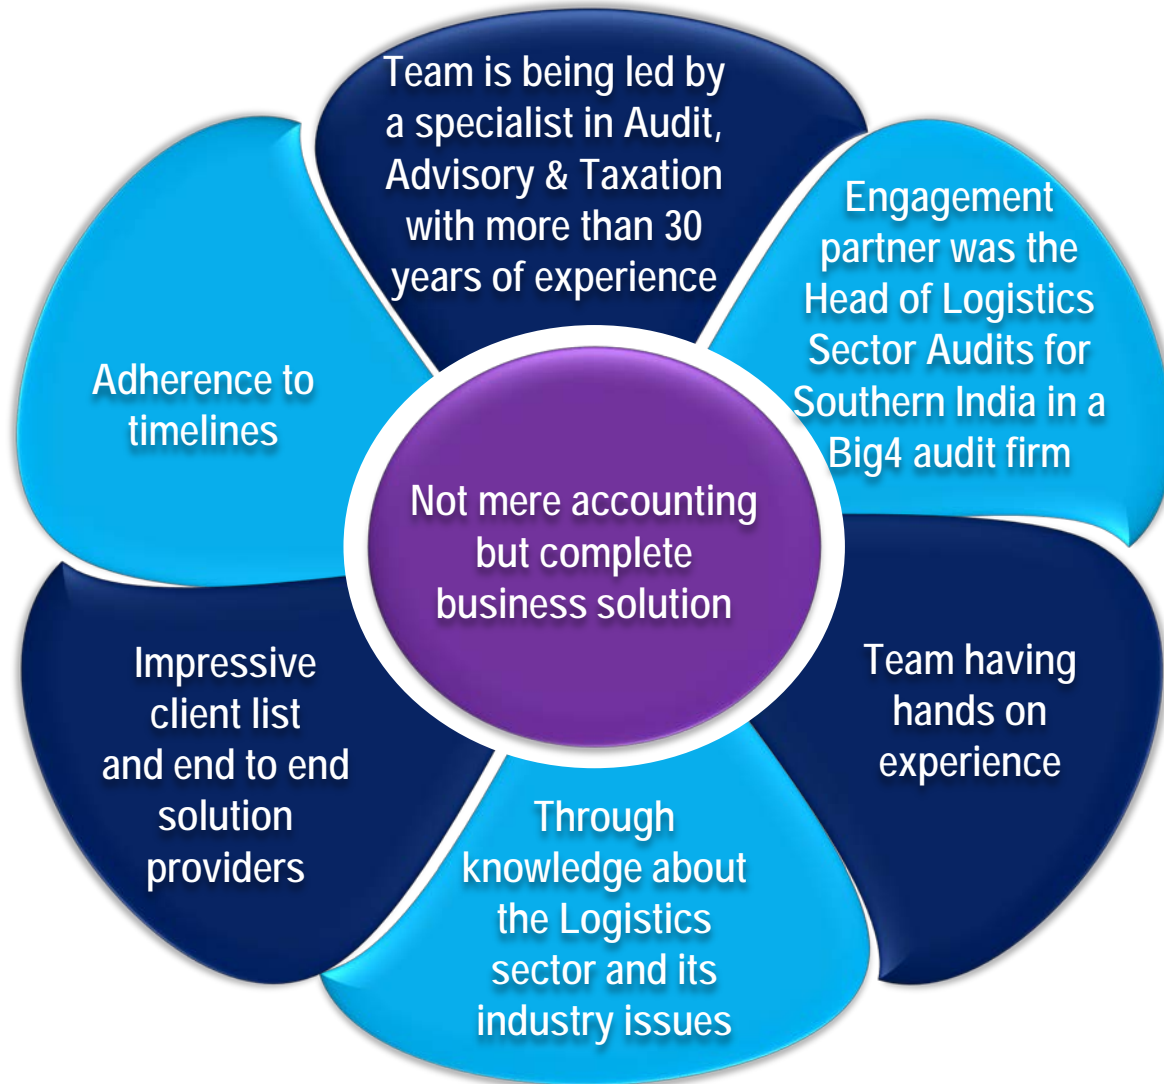 Team is being led by
a specialist in Audit,
Advisory & Taxation
with more than 30
years of experience
Engagement
partner was the
Head of Logistics
Sector Audits for
Southern India in a
Big4 audit firm
Team having
hands on
experience
Through
knowledge about
the Logistics
sector and its
industry issues
Impressive
client list
and end to end
solution
providers
Adherence to
timelines
Not mere accounting
but complete
business solution